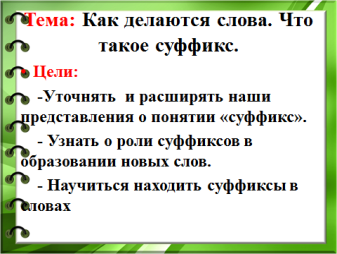 Тема: Как делаются слова. Что
такое суффикс.
• Цели:
-Уточнять и расширять наши
представления о понятии «суффикс».
- Узнать о роли суффиксов в
образовании новых слов.
- Научиться находить суффиксы в
словах